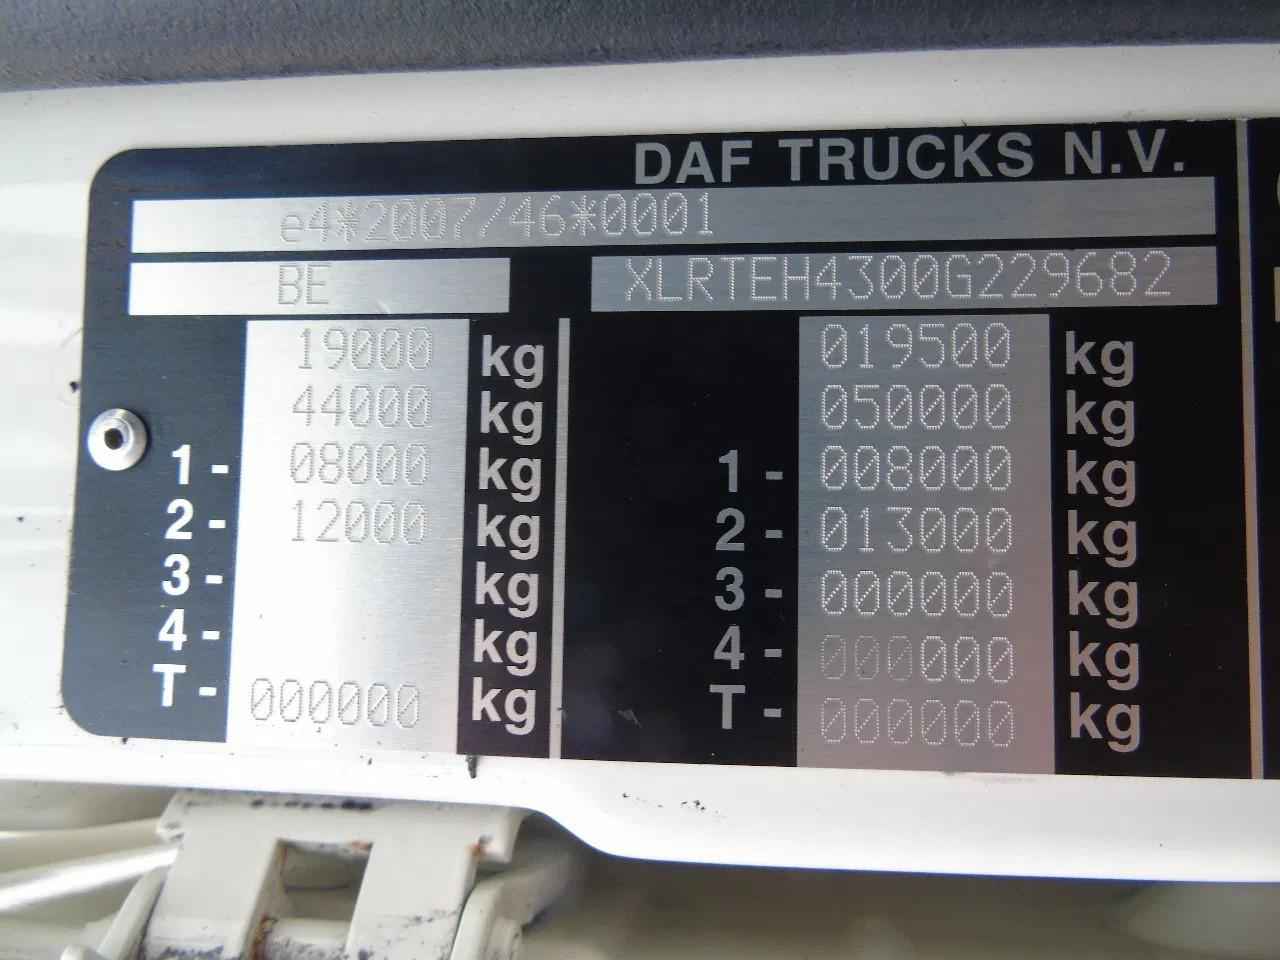 DAF TRUCKS N.V.
e4*2007/46*0001
BE XLRTEH4300G229682
19000 kg 019500 kg
44000 kg 050000 kg
1 - 08000 kg 1 - 008000 kg
2 - 12000 kg 2 - 013000 kg
3 - kg 3 - 000000 kg
4 - kg 4 - 000000 kg
T - 000000 kg T - 000000 kg